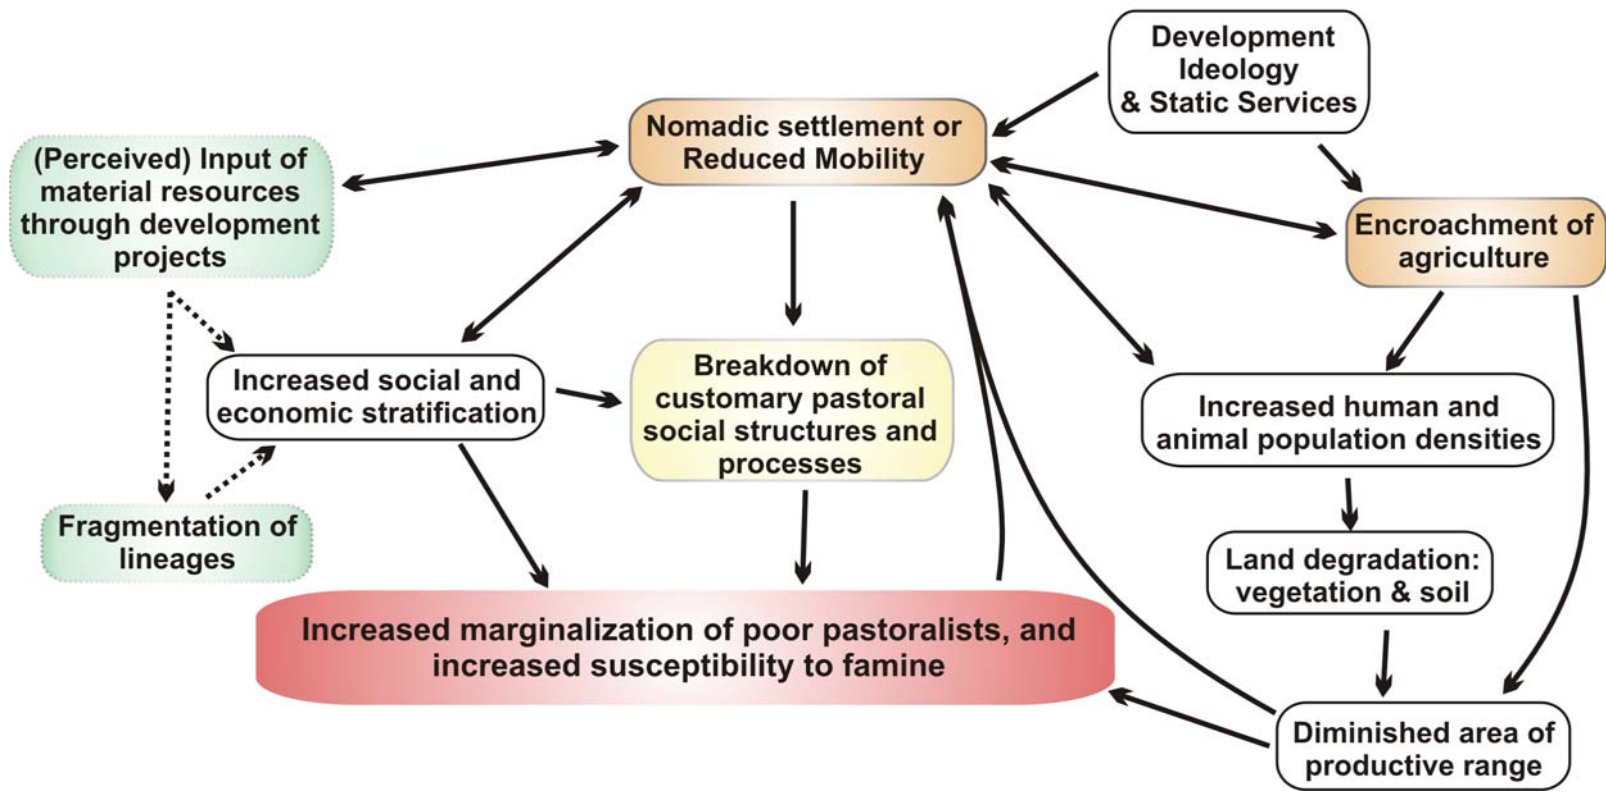 Development
Ideology
& Static Services
Nomadic settlement or
Reduced Mobility
(Perceived) Input of
material resources
through development
projects
Encroachment of
agriculture
Increased social and
economic stratification
Breakdown of
customary pastoral
social structures and
processes
Increased human and
animal population densities
Fragmentation of
lineages
Land degradation:
vegetation & soil
Increased marginalization of poor pastoralists, and
increased susceptibility to famine
Diminished area of
productive range